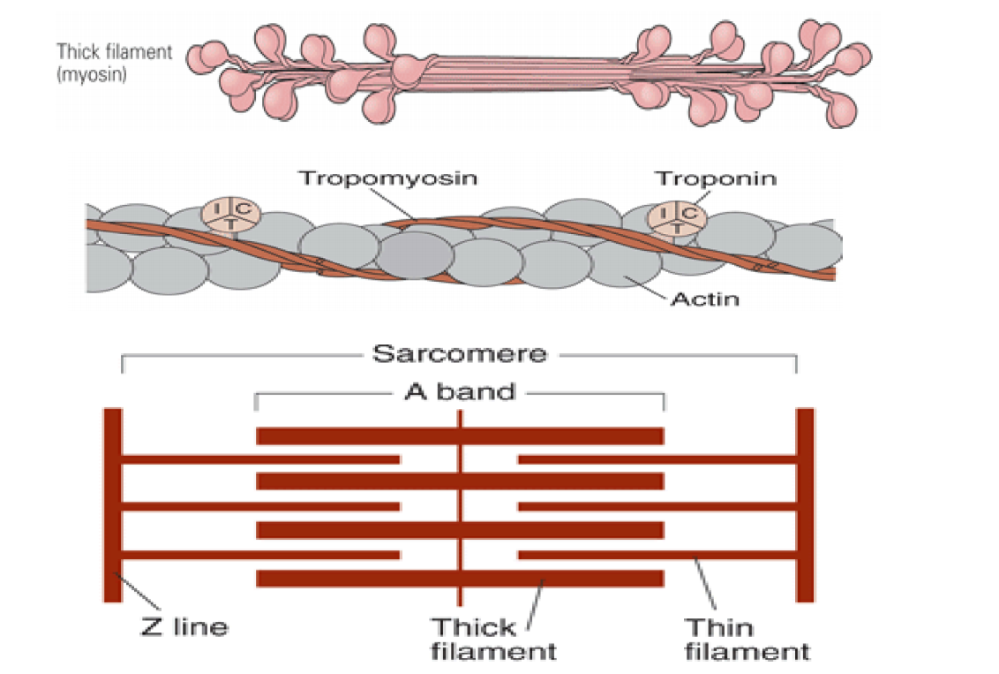 Thick filament
(myosin)
Tropomyosin
Troponin
I C
T
I C
T
Actin
Sarcomere
A band
Z line
Thick
filament
Thin
filament